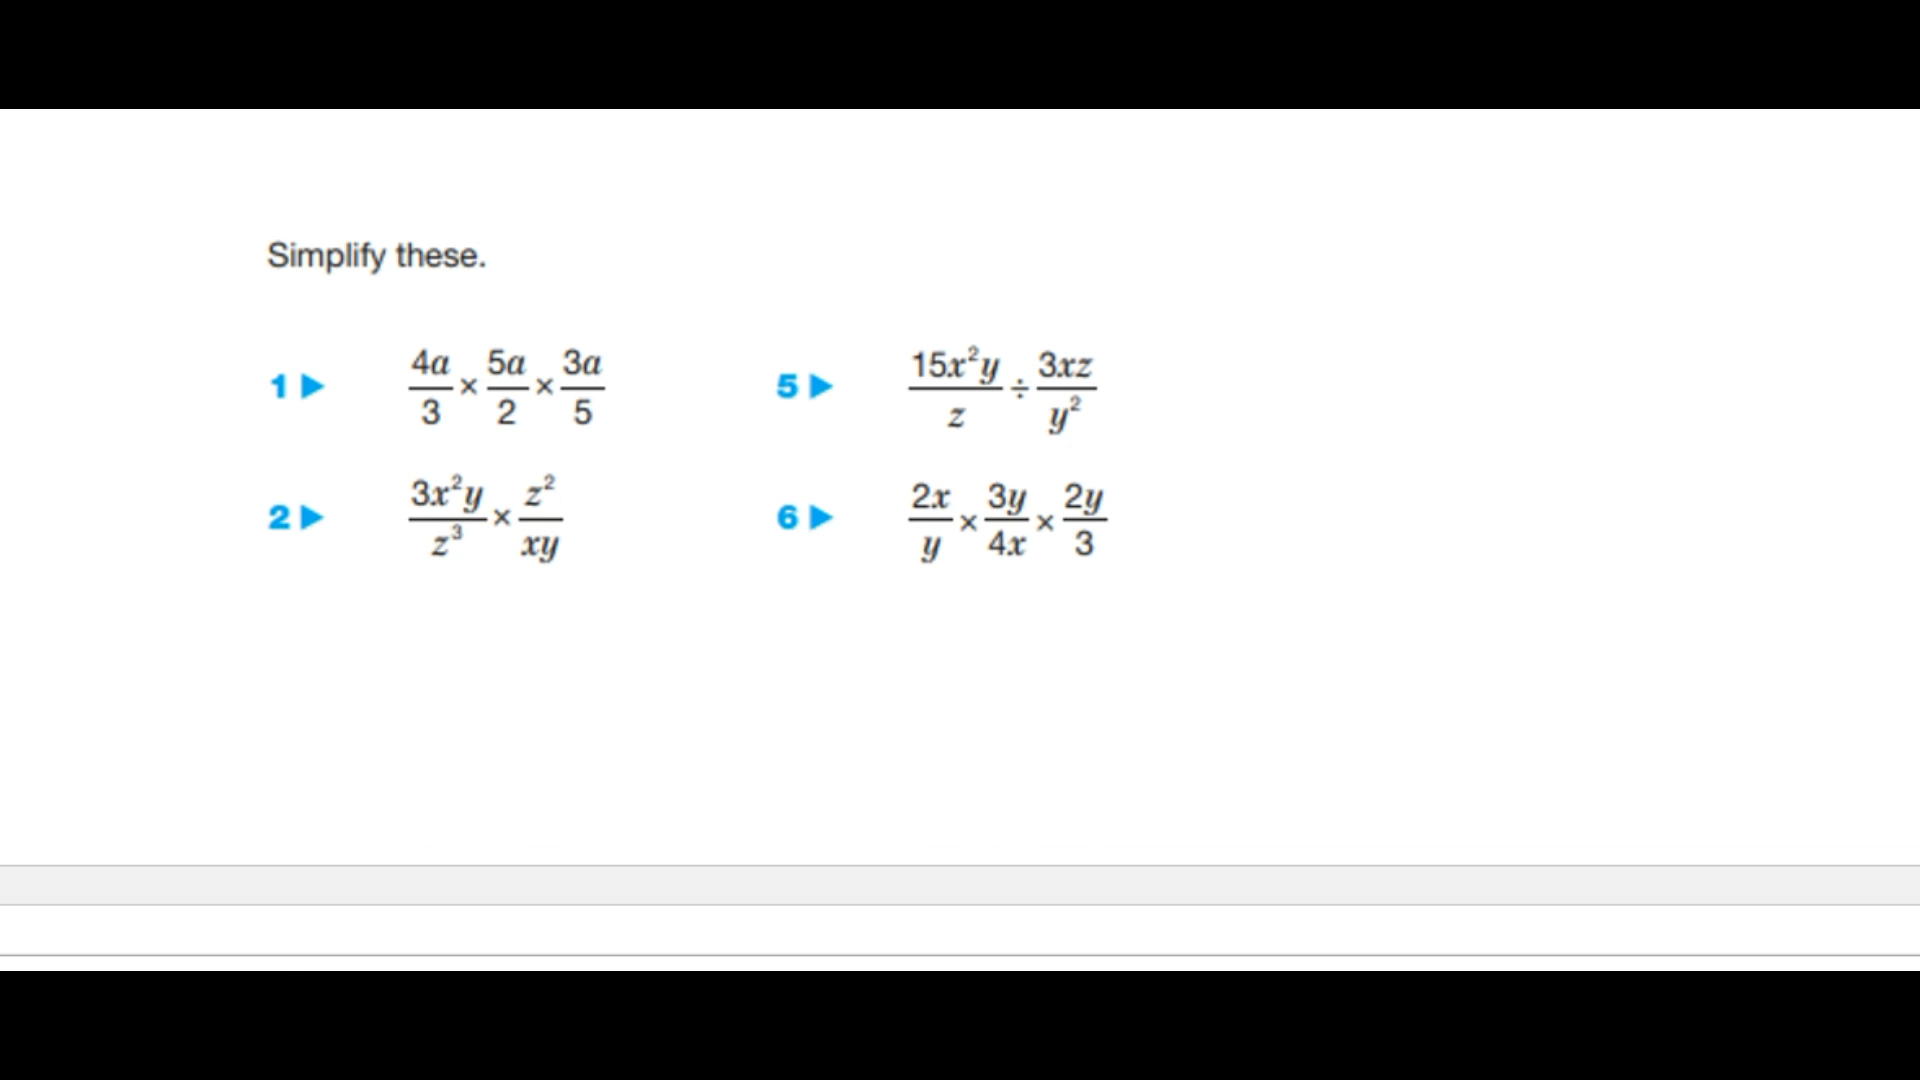 Simplify these.
1 ▶ 4a/3 × 5a/2 × 3a/5
5 ▶ 15x²y/z ÷ 3xz/y²
2 ▶ 3x²y/z³ × z²/xy
6 ▶ 2x/y × 3y/4x × 2y/3